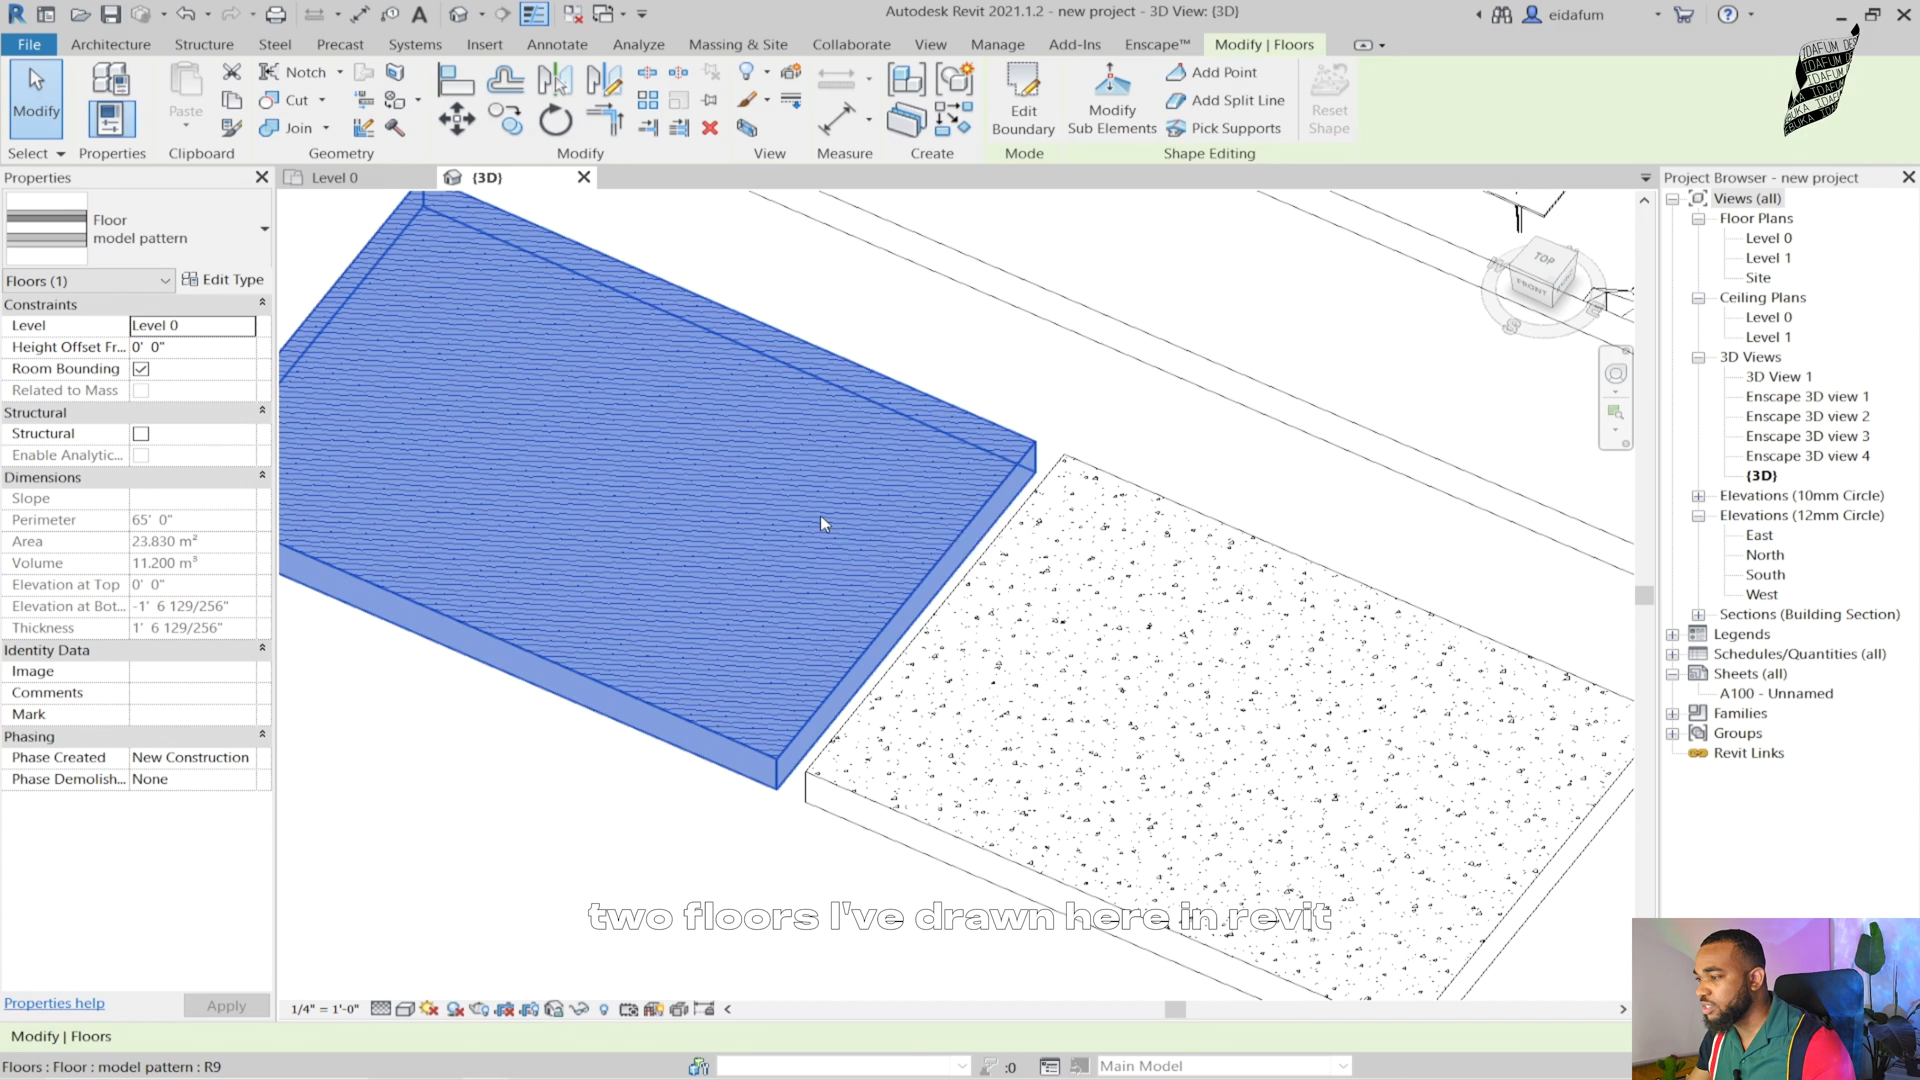 Autodesk Revit 2021.1.2 - new project - 3D View: {3D}
eidafum
File
Architecture
Structure
Steel
Precast
Systems
Insert
Annotate
Analyze
Massing & Site
Collaborate
View
Manage
Add-Ins
Enscape™
Modify | Floors
Modify
Paste
Notch
Cut
Join
Edit
Boundary
Modify
Sub Elements
Add Point
Add Split Line
Pick Supports
Reset
Shape
Select
Properties
Clipboard
Geometry
Modify
View
Measure
Create
Mode
Shape Editing
Properties
Level 0
{3D}
Project Browser - new project
Floor
model pattern
Floors (1)
Edit Type
Constraints
Level Level 0
Height Offset Fr... 0' 0"
Room Bounding
Related to Mass
Structural
Structural
Enable Analytic...
Dimensions
Slope
Perimeter 65' 0"
Area 23.830 m²
Volume 11.200 m³
Elevation at Top 0' 0"
Elevation at Bot... -1' 6 129/256"
Thickness 1' 6 129/256"
Identity Data
Image
Comments
Mark
Phasing
Phase Created New Construction
Phase Demolish... None
Properties help
Apply
TOP
FRONT
S
E
Views (all)
Floor Plans
Level 0
Level 1
Site
Ceiling Plans
Level 0
Level 1
3D Views
3D View 1
Enscape 3D view 1
Enscape 3D view 2
Enscape 3D view 3
Enscape 3D view 4
{3D}
Elevations (10mm Circle)
Elevations (12mm Circle)
East
North
South
West
Sections (Building Section)
Legends
Schedules/Quantities (all)
Sheets (all)
A100 - Unnamed
Families
Groups
Revit Links
two floors I've drawn here in revit
1/4" = 1'-0"
Modify | Floors
Floors : Floor : model pattern : R9
:0
Main Model